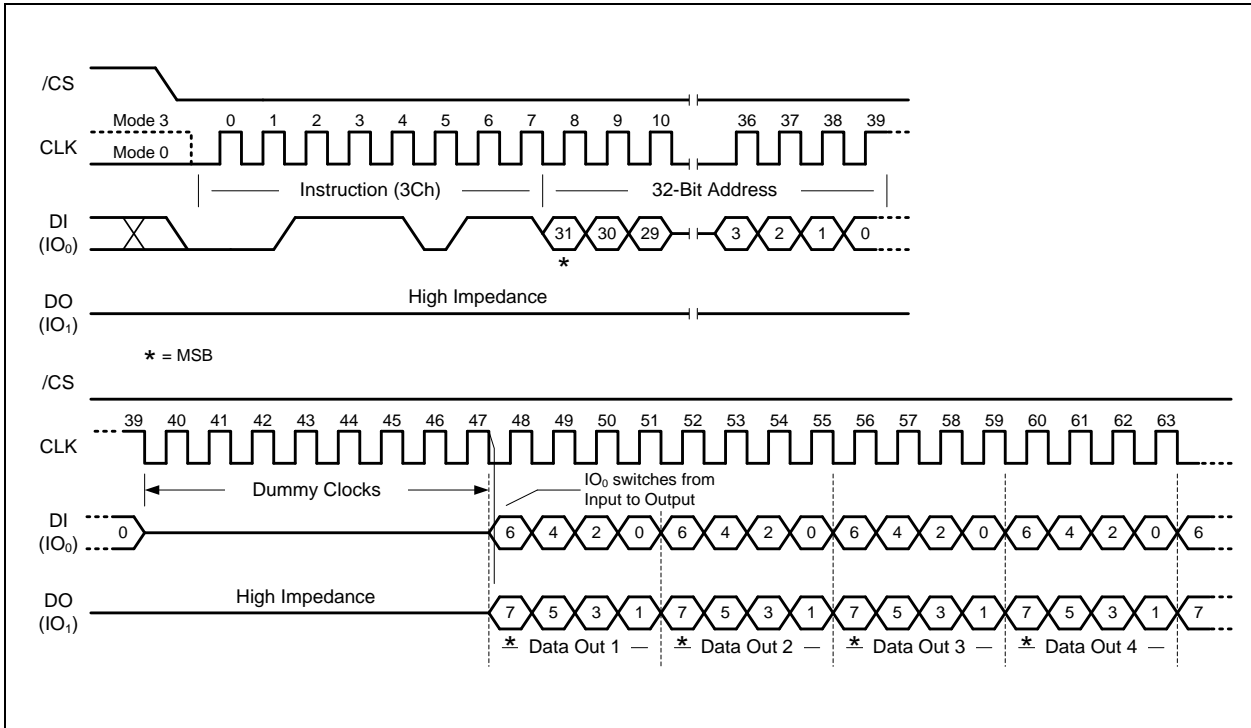 /CS
Mode 3 0 1 2 3 4 5 6 7 8 9 10 36 37 38 39
CLK
Mode 0
Instruction (3Ch) 32-Bit Address
DI
(IO₀)
31 30 29 3 2 1 0
*
High Impedance
DO
(IO₁)
* = MSB
/CS
39 40 41 42 43 44 45 46 47 48 49 50 51 52 53 54 55 56 57 58 59 60 61 62 63
CLK
Dummy Clocks
IO₀ switches from
Input to Output
DI
(IO₀)
0 6 4 2 0 6 4 2 0 6 4 2 0 6 4 2 0 6
High Impedance
DO
(IO₁)
7 5 3 1 7 5 3 1 7 5 3 1 7 5 3 1 7
* Data Out 1 * Data Out 2 * Data Out 3 * Data Out 4